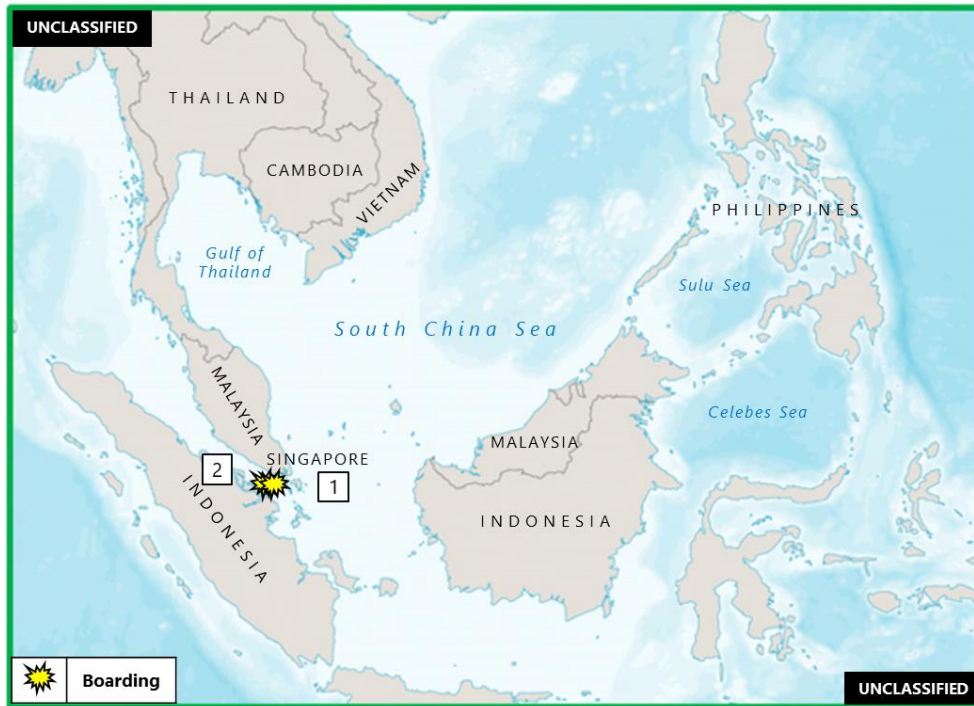 UNCLASSIFIED
THAILAND
CAMBODIA
VIETNAM
PHILIPPINES
Gulf of
Thailand
Sulu Sea
South China Sea
MALAYSIA
Celebes Sea
MALAYSIA
SINGAPORE
2
1
INDONESIA
INDONESIA
Boarding
UNCLASSIFIED